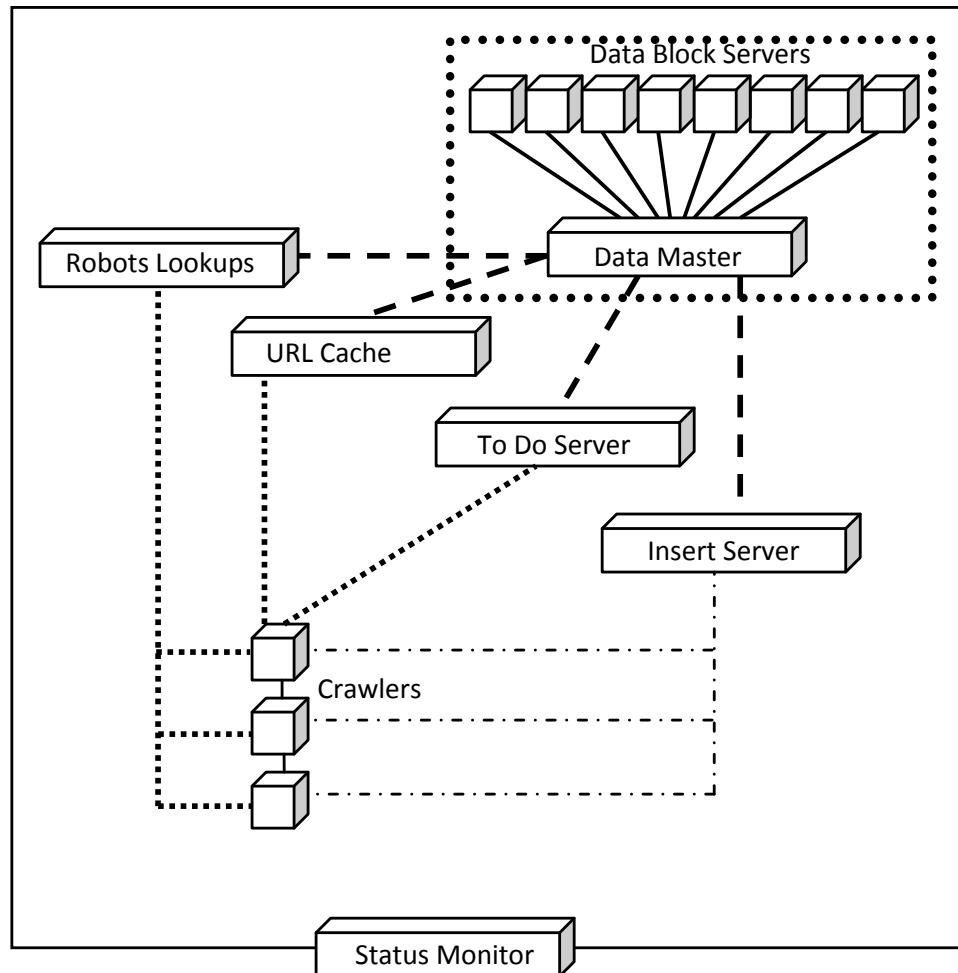 Data Block Servers
Data Master
Robots Lookups
URL Cache
To Do Server
Insert Server
Crawlers
Status Monitor